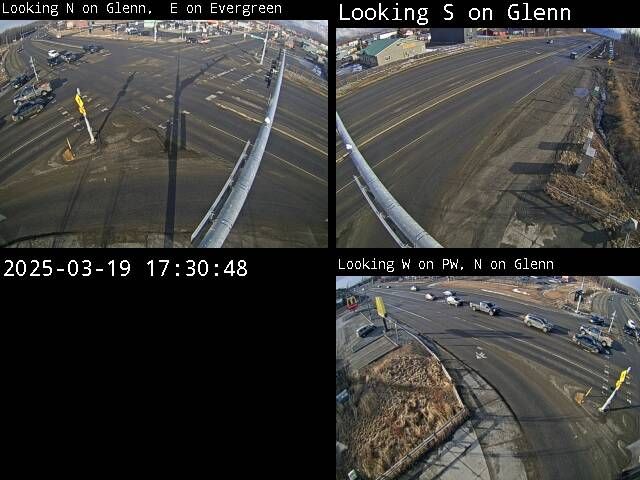 Looking N on Glenn,  E on Evergreen
Looking S on Glenn
2025-03-19 17:30:48
Looking W on PW, N on Glenn